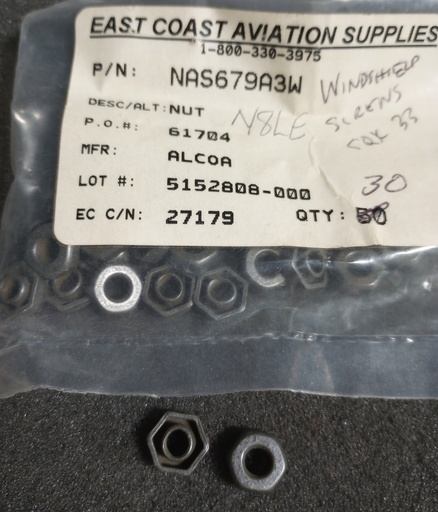 EAST COAST AVIATION SUPPLIES
1-800-330-3975
P/N: NAS679A3W
WINDSHIELD
DESC/ALT: NUT
N8LE
SCREWS
P.O.#: 61704
33
MFR: ALCOA
LOT #: 5152808-000
30
EC C/N: 27179 QTY: